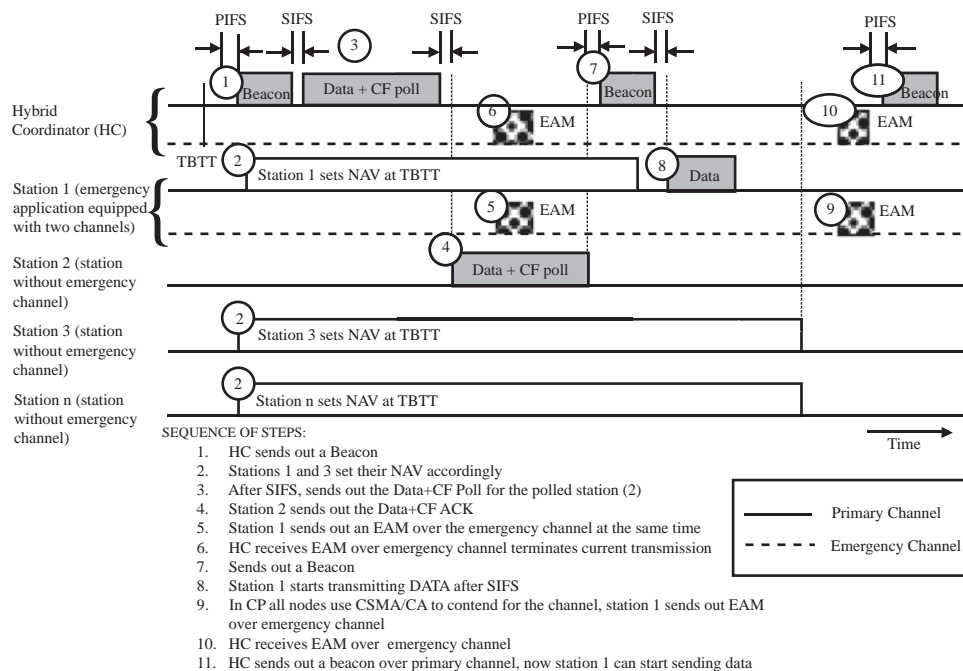 PIFS
SIFS
SIFS
PIFS
SIFS
PIFS
3
1
7
11
Beacon
Data + CF poll
Beacon
Beacon
Hybrid
Coordinator (HC)
6
EAM
10
EAM
TBTT
2
Station 1 sets NAV at TBTT
8
Data
Station 1 (emergency
application equipped
with two channels)
5
EAM
9
EAM
4
Data + CF poll
Station 2 (station
without emergency
channel)
2
Station 3 sets NAV at TBTT
Station 3 (station
without emergency
channel)
2
Station n sets NAV at TBTT
Station n (station
without emergency
channel)
Time
SEQUENCE OF STEPS:
1. HC sends out a Beacon
2. Stations 1 and 3 set their NAV accordingly
3. After SIFS, sends out the Data+CF Poll for the polled station (2)
4. Station 2 sends out the Data+CF ACK
5. Station 1 sends out an EAM over the emergency channel at the same time
6. HC receives EAM over emergency channel terminates current transmission
7. Sends out a Beacon
8. Station 1 starts transmitting DATA after SIFS
9. In CP all nodes use CSMA/CA to contend for the channel, station 1 sends out EAM
over emergency channel
10. HC receives EAM over emergency channel
11. HC sends out a beacon over primary channel, now station 1 can start sending data
Primary Channel
Emergency Channel